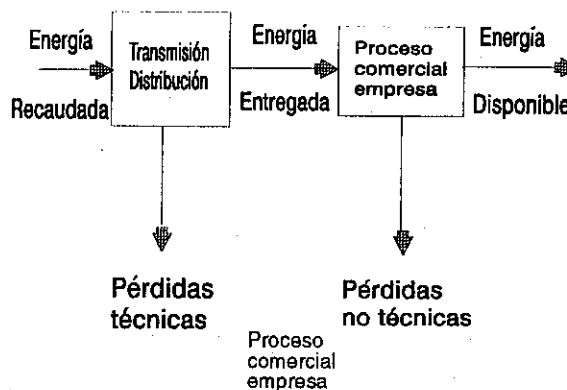 Energía
Recaudada
Transmisión
Distribución
Energía
Entregada
Proceso
comercial
empresa
Energía
Disponible
Pérdidas
técnicas
Pérdidas
no técnicas
Proceso
comercial
empresa